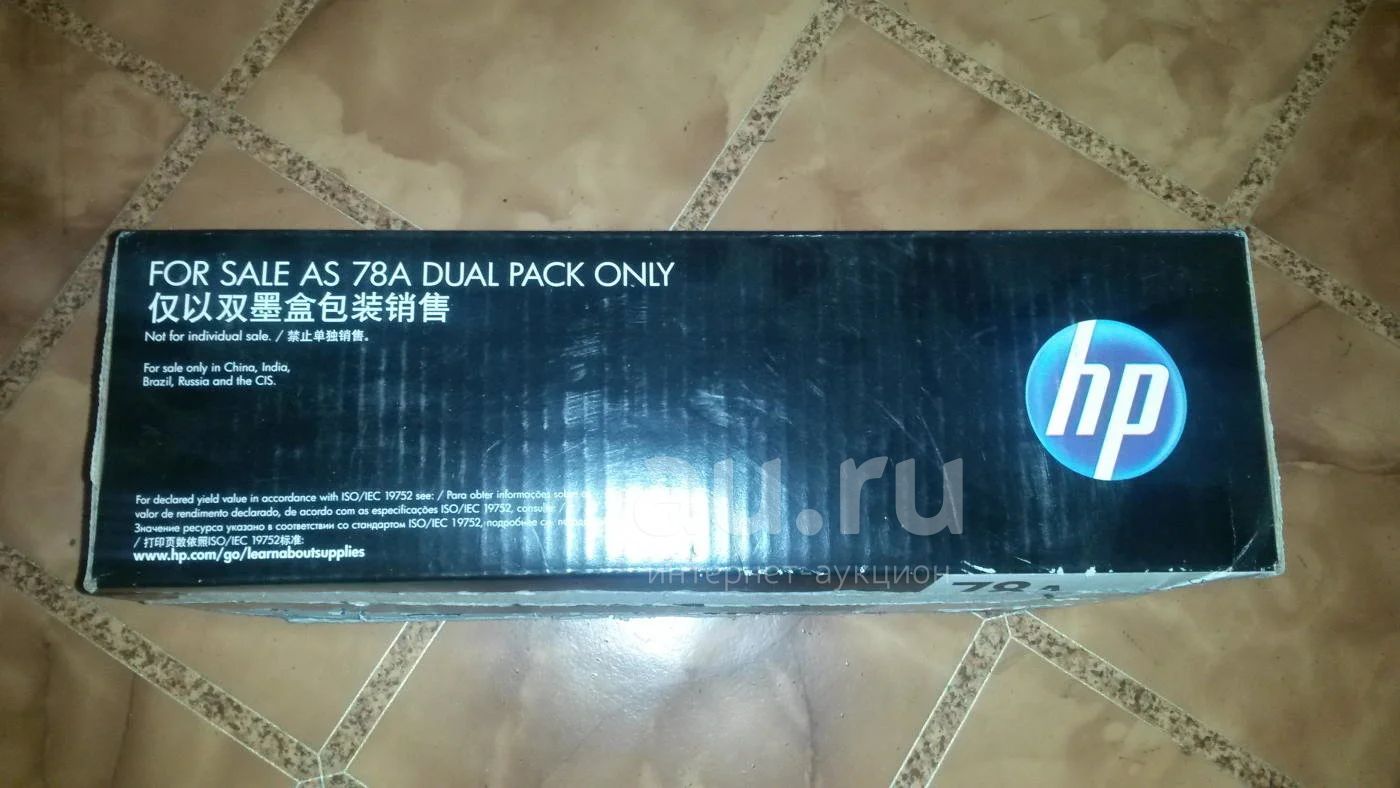 FOR SALE AS 78A DUAL PACK ONLY
仅以双墨盒包装销售
Not for individual sale. / 禁止单独销售。
For sale only in China, India,
Brazil, Russia and the CIS.
hp
For declared yield value in accordance with ISO/IEC 19752 see: / Para obter informações
valor de rendimento declarado, de acordo com as especificações ISO/IEC 19752,
Значение ресурса указано в соответствии со стандартом ISO/IEC 19752,
/ 打印页数依照ISO/IEC 19752标准:
www.hp.com/go/learnaboutsupplies
au.ru
интернет-аукцион
78A